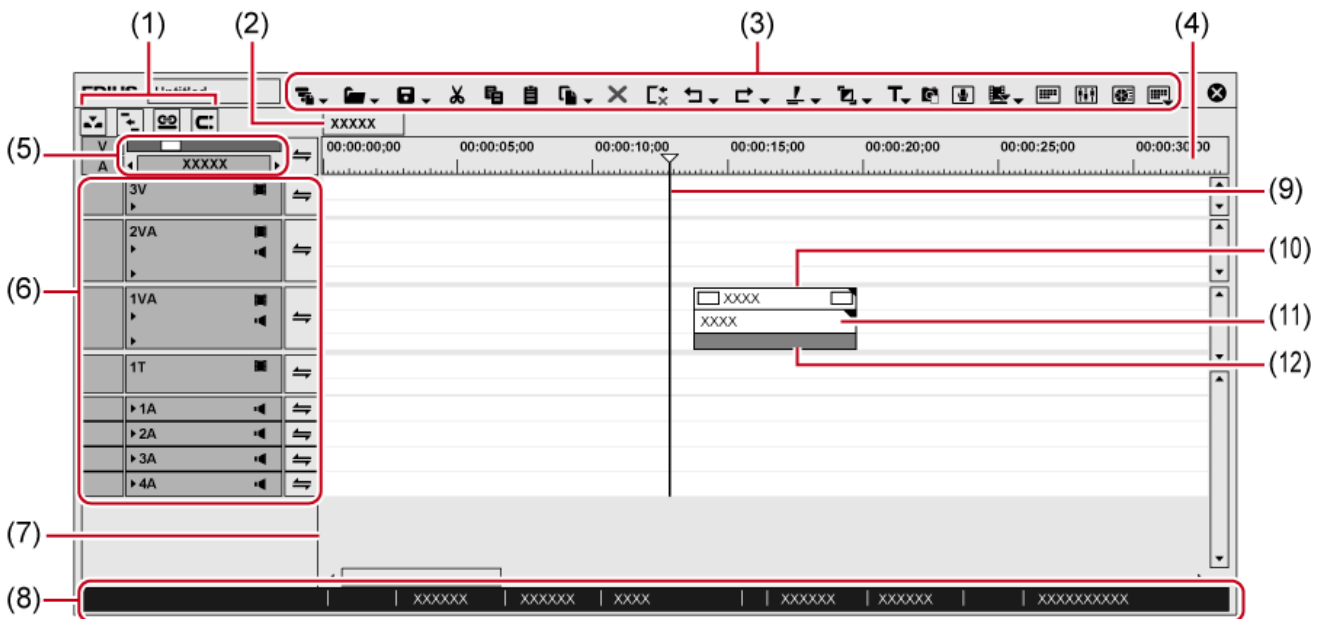 (1)
(2)
(3)
(4)
EDIUS Untitled
XXXXX
(5)
V
A
XXXXX
00:00:00;00 00:00:05;00 00:00:10;00 00:00:15;00 00:00:20;00 00:00:25;00 00:00:30;00
(6)
3V
(9)
2VA
(10)
1VA
XXXX
XXXX
(11)
(12)
1T
1A
2A
3A
4A
(7)
(8)
XXXXXX XXXXXX XXXX XXXXXX XXXXXX XXXXXXXXXX